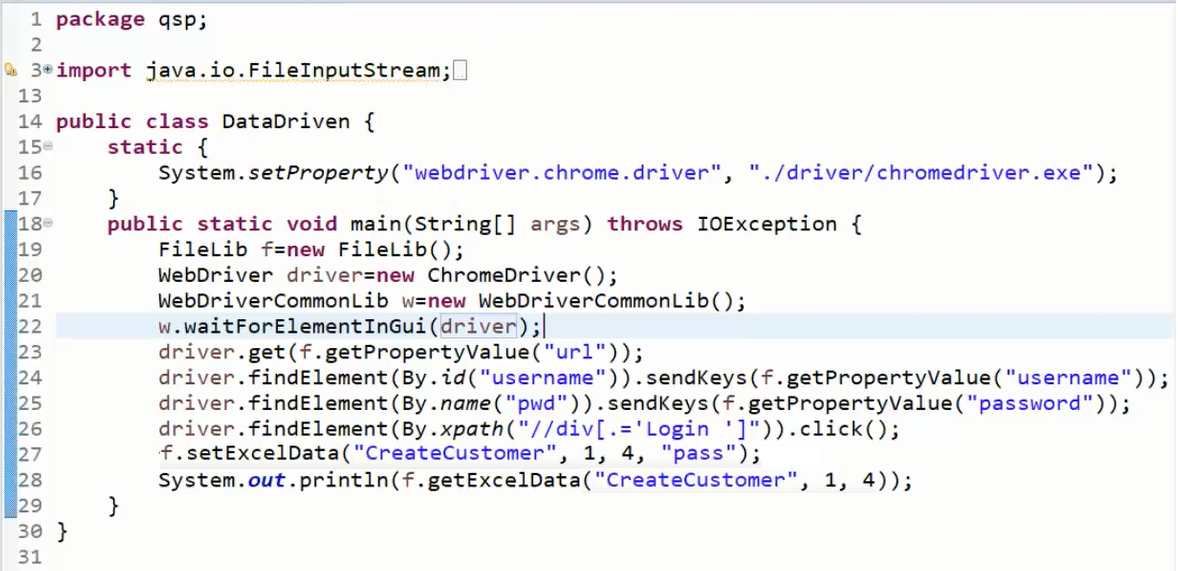 1 package qsp;
2
3 import java.io.FileInputStream;
13
14 public class DataDriven {
15     static {
16         System.setProperty("webdriver.chrome.driver", "./driver/chromedriver.exe");
17     }
18     public static void main(String[] args) throws IOException {
19         FileLib f=new FileLib();
20         WebDriver driver=new ChromeDriver();
21         WebDriverCommonLib w=new WebDriverCommonLib();
22         w.waitForElementInGui(driver);
23         driver.get(f.getPropertyValue("url"));
24         driver.findElement(By.id("username")).sendKeys(f.getPropertyValue("username"));
25         driver.findElement(By.name("pwd")).sendKeys(f.getPropertyValue("password"));
26         driver.findElement(By.xpath("//div[.='Login ']")).click();
27         f.setExcelData("CreateCustomer", 1, 4, "pass");
28         System.out.println(f.getExcelData("CreateCustomer", 1, 4));
29     }
30 }
31